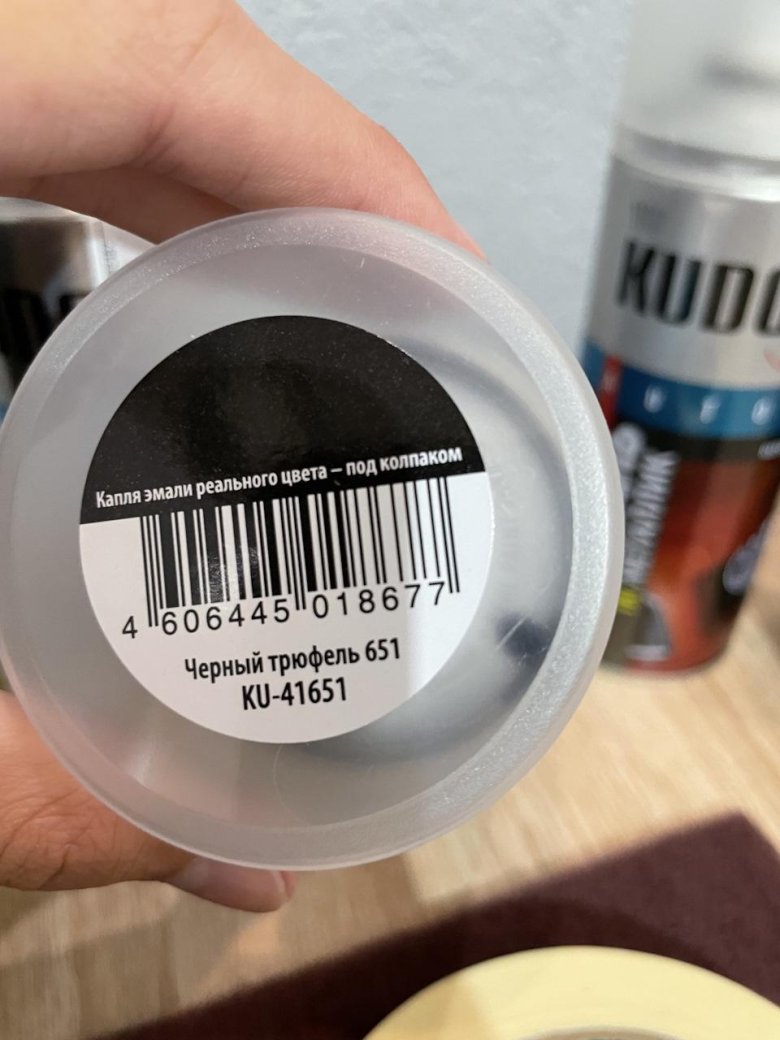 KUDO
Капля эмали реального цвета – под колпаком
4 606445 018677
Черный трюфель 651
KU-41651